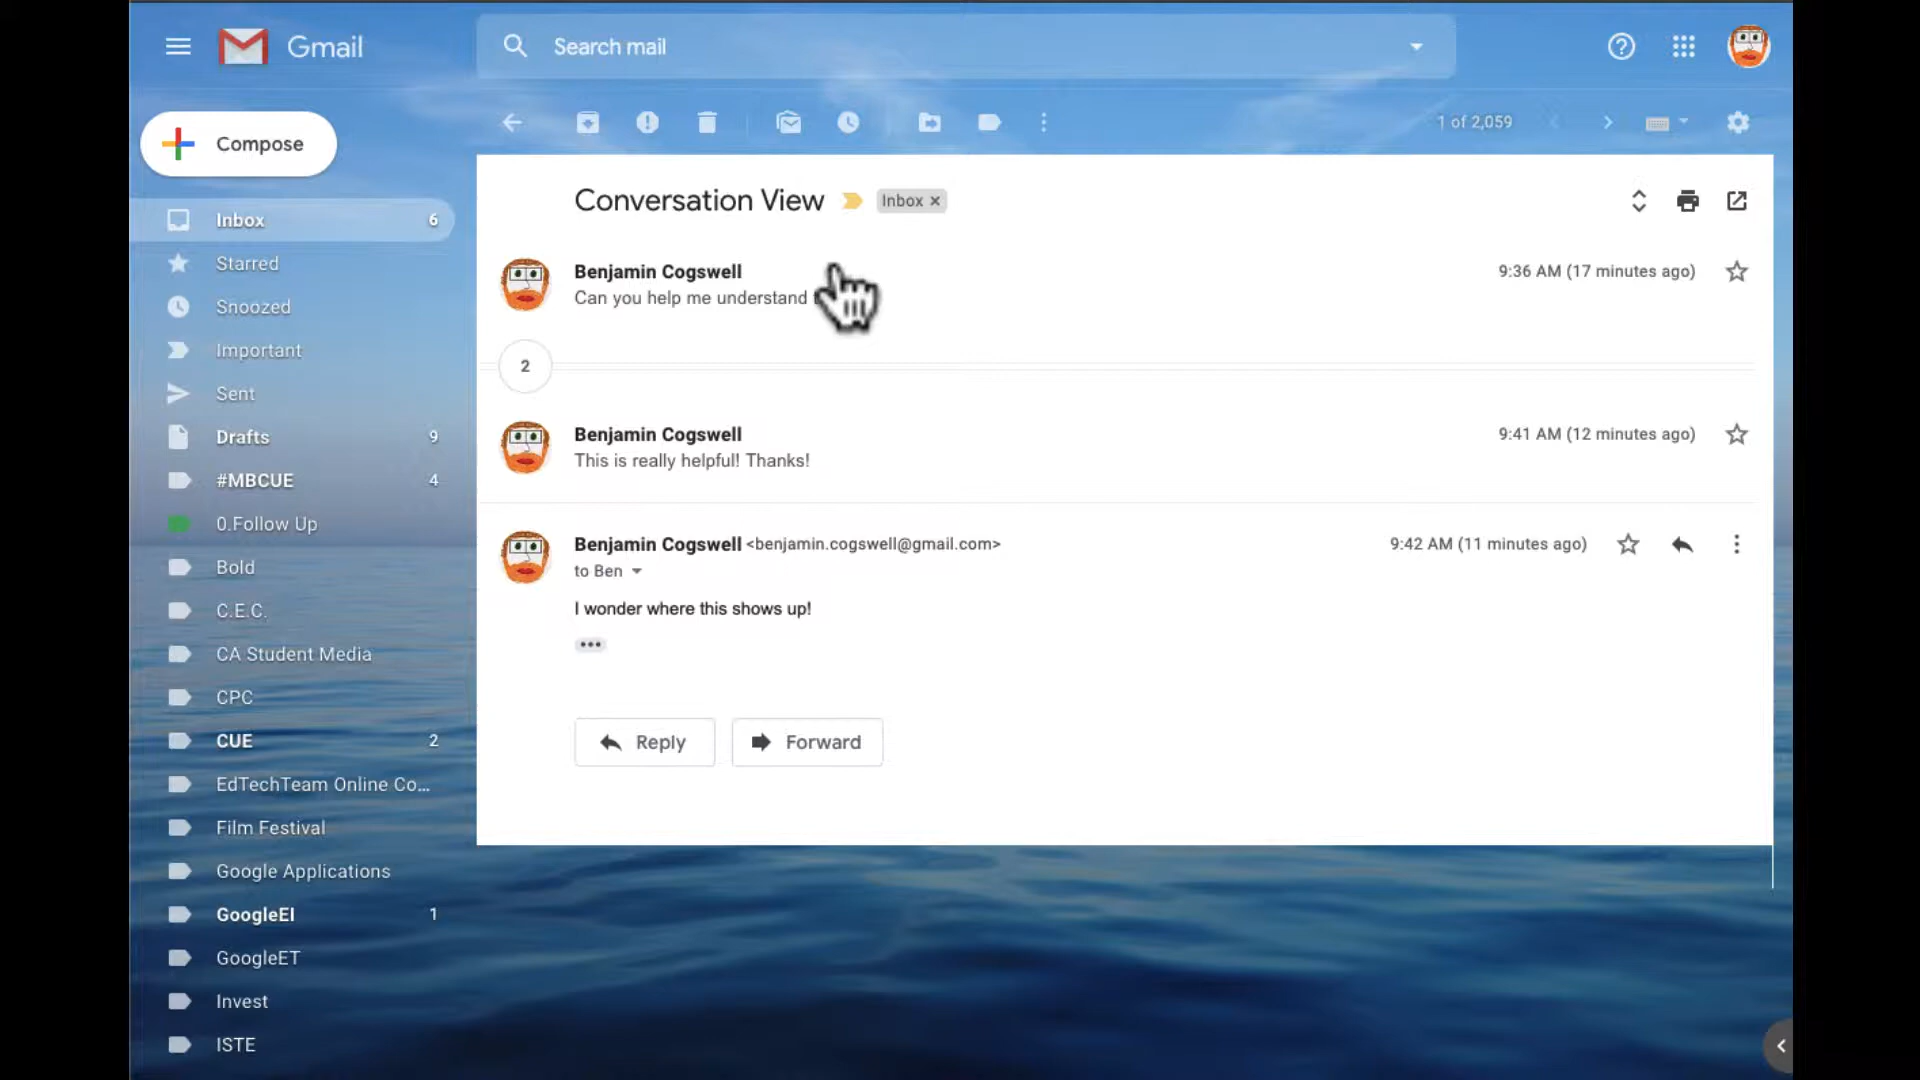 Gmail
Search mail
Compose
1 of 2,059
Inbox 6
Starred
Snoozed
Important
Sent
Drafts 9
#MBCUE 4
0.Follow Up
Bold
C.E.C.
CA Student Media
CPC
CUE 2
EdTechTeam Online Co...
Film Festival
Google Applications
GoogleEI 1
GoogleET
Invest
ISTE
Conversation View Inbox ×
Benjamin Cogswell 9:36 AM (17 minutes ago)
Can you help me understand
2
Benjamin Cogswell 9:41 AM (12 minutes ago)
This is really helpful! Thanks!
Benjamin Cogswell <benjamin.cogswell@gmail.com> 9:42 AM (11 minutes ago)
to Ben
I wonder where this shows up!
•••
Reply Forward